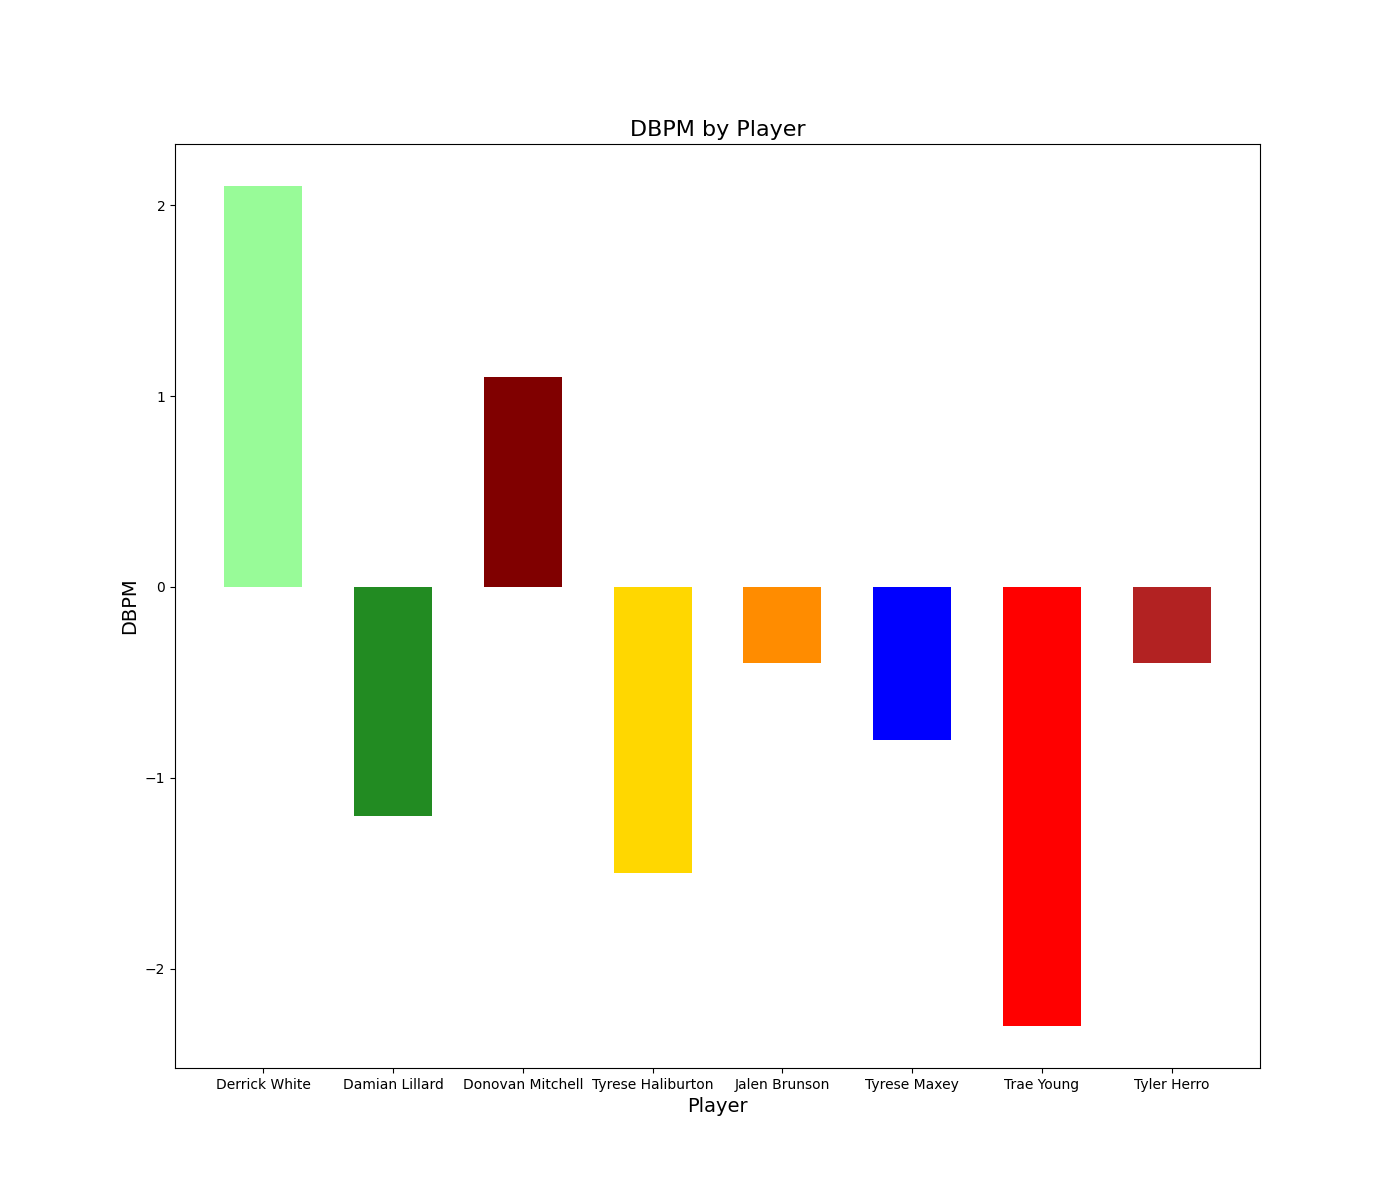 DBPM by Player
DBPM
2
1
0
−1
−2
Derrick White Damian Lillard Donovan Mitchell Tyrese Haliburton Jalen Brunson Tyrese Maxey Trae Young Tyler Herro
Player